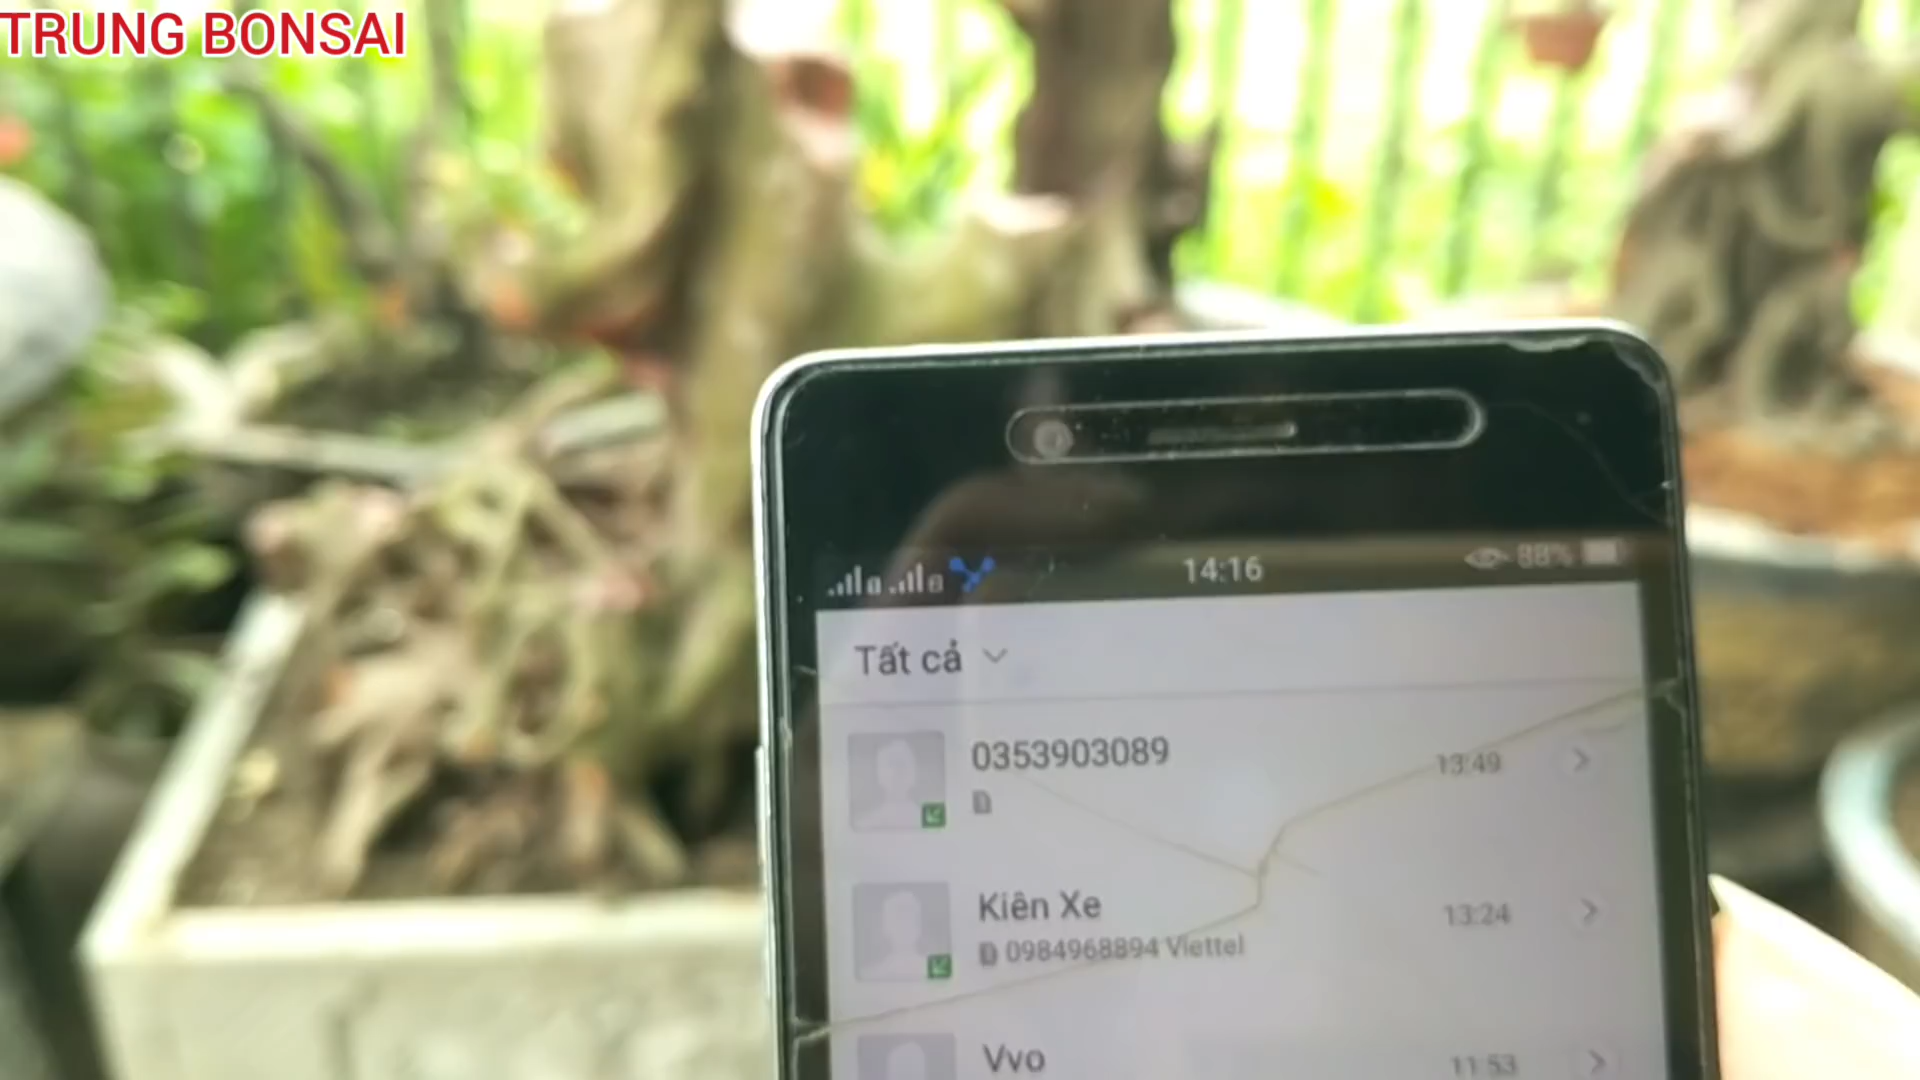 TRUNG BONSAI
14:16
88%
Tất cả
0353903089
13:49
Kiên Xe
13:24
0984968894 Viettel
Vvo
11:53